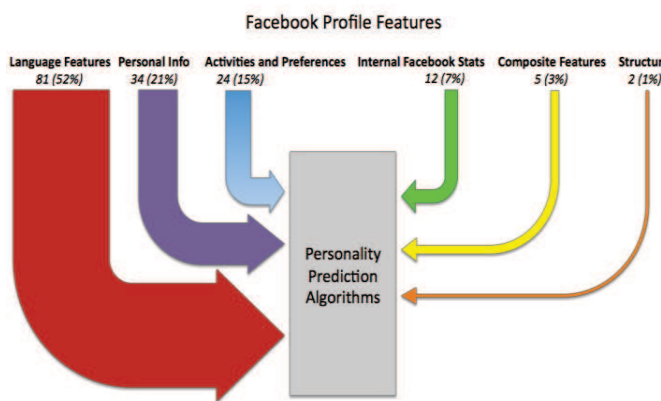 Facebook Profile Features
Language Features
81 (52%)
Personal Info
34 (21%)
Activities and Preferences
24 (15%)
Internal Facebook Stats
12 (7%)
Composite Features
5 (3%)
Structur
2 (1%)
Personality
Prediction
Algorithms